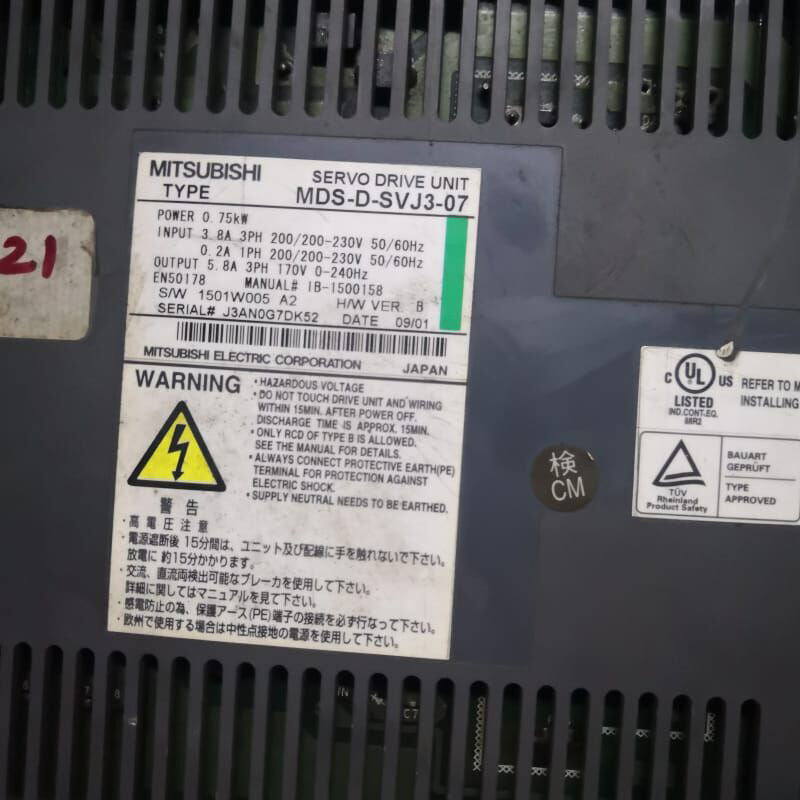 21
MITSUBISHI SERVO DRIVE UNIT
TYPE MDS-D-SVJ3-07
POWER 0.75kW
INPUT 3.8A 3PH 200/200-230V 50/60Hz
0.2A 1PH 200/200-230V 50/60Hz
OUTPUT 5.8A 3PH 170V 0-240Hz
EN50178 MANUAL# IB-1500158
S/W 1501W005 A2 H/W VER. B
SERIAL# J3AN0G7DK52 DATE 09/01
MITSUBISHI ELECTRIC CORPORATION JAPAN
WARNING
・HAZARDOUS VOLTAGE
・DO NOT TOUCH DRIVE UNIT AND WIRING
WITHIN 15MIN. AFTER POWER OFF.
DISCHARGE TIME IS APPROX. 15MIN.
・ONLY RCD OF TYPE B IS ALLOWED.
SEE THE MANUAL FOR DETAILS.
・ALWAYS CONNECT PROTECTIVE EARTH(PE)
TERMINAL FOR PROTECTION AGAINST
ELECTRIC SHOCK.
・SUPPLY NEUTRAL NEEDS TO BE EARTHED.
警告
・高電圧注意
・電源遮断後 15分間は、ユニット及び配線に手を触れないで下さい。
放電に約15分かかります。
・交流、直流両検出可能なブレーカを使用して下さい。
詳細に関してはマニュアルを見て下さい。
・感電防止の為、保護アース(PE)端子の接続を必ず行なって下さい。
・欧州で使用する場合は中性点接地の電源を使用して下さい。
検
CM
C UL US
LISTED
IND.CONT.EQ.
8MR2
REFER TO
INSTALLING
TÜV
Rheinland
Product Safety
BAUART
GEPRÜFT
TYPE
APPROVED
6 7 8
IN
C7